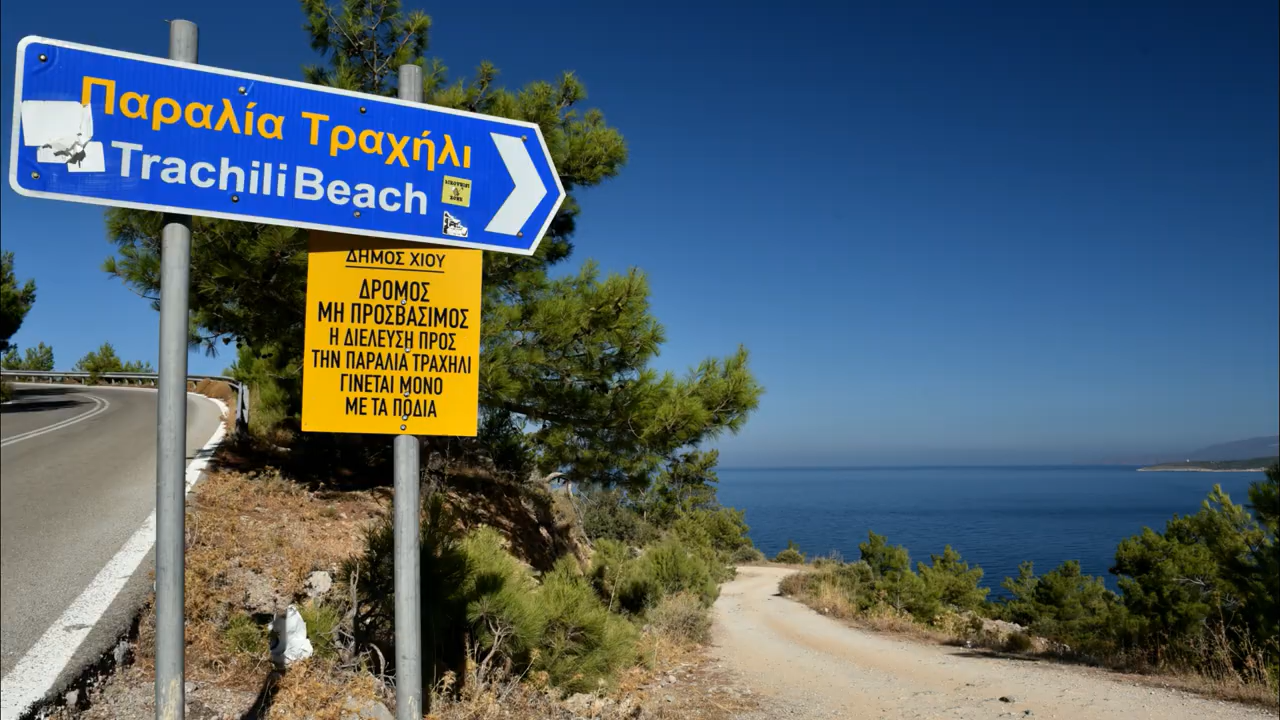 Παραλία Τραχήλι
Trachili Beach
ΔΗΜΟΣ ΧΙΟΥ
ΔΡΟΜΟΣ
ΜΗ ΠΡΟΣΒΑΣΙΜΟΣ
Η ΔΙΕΛΕΥΣΗ ΠΡΟΣ
ΤΗΝ ΠΑΡΑΛΙΑ ΤΡΑΧΗΛΙ
ΓΙΝΕΤΑΙ ΜΟΝΟ
ΜΕ ΤΑ ΠΟΔΙΑ